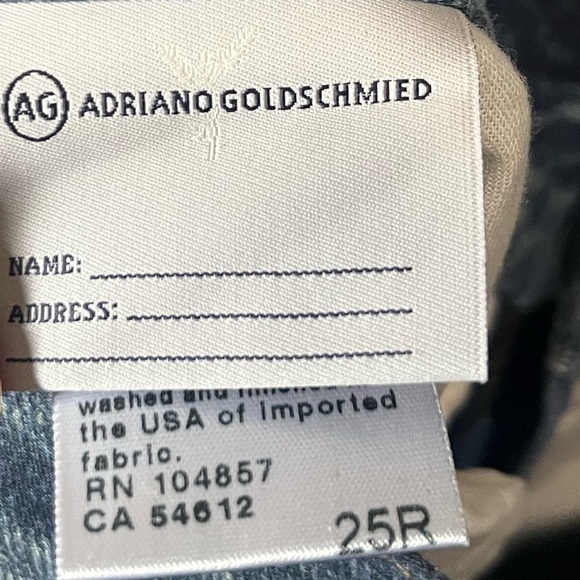 AG ADRIANO GOLDSCHMIED
NAME:
ADDRESS:
washed and
the USA of imported
fabric.
RN 104857
CA 54612
25R